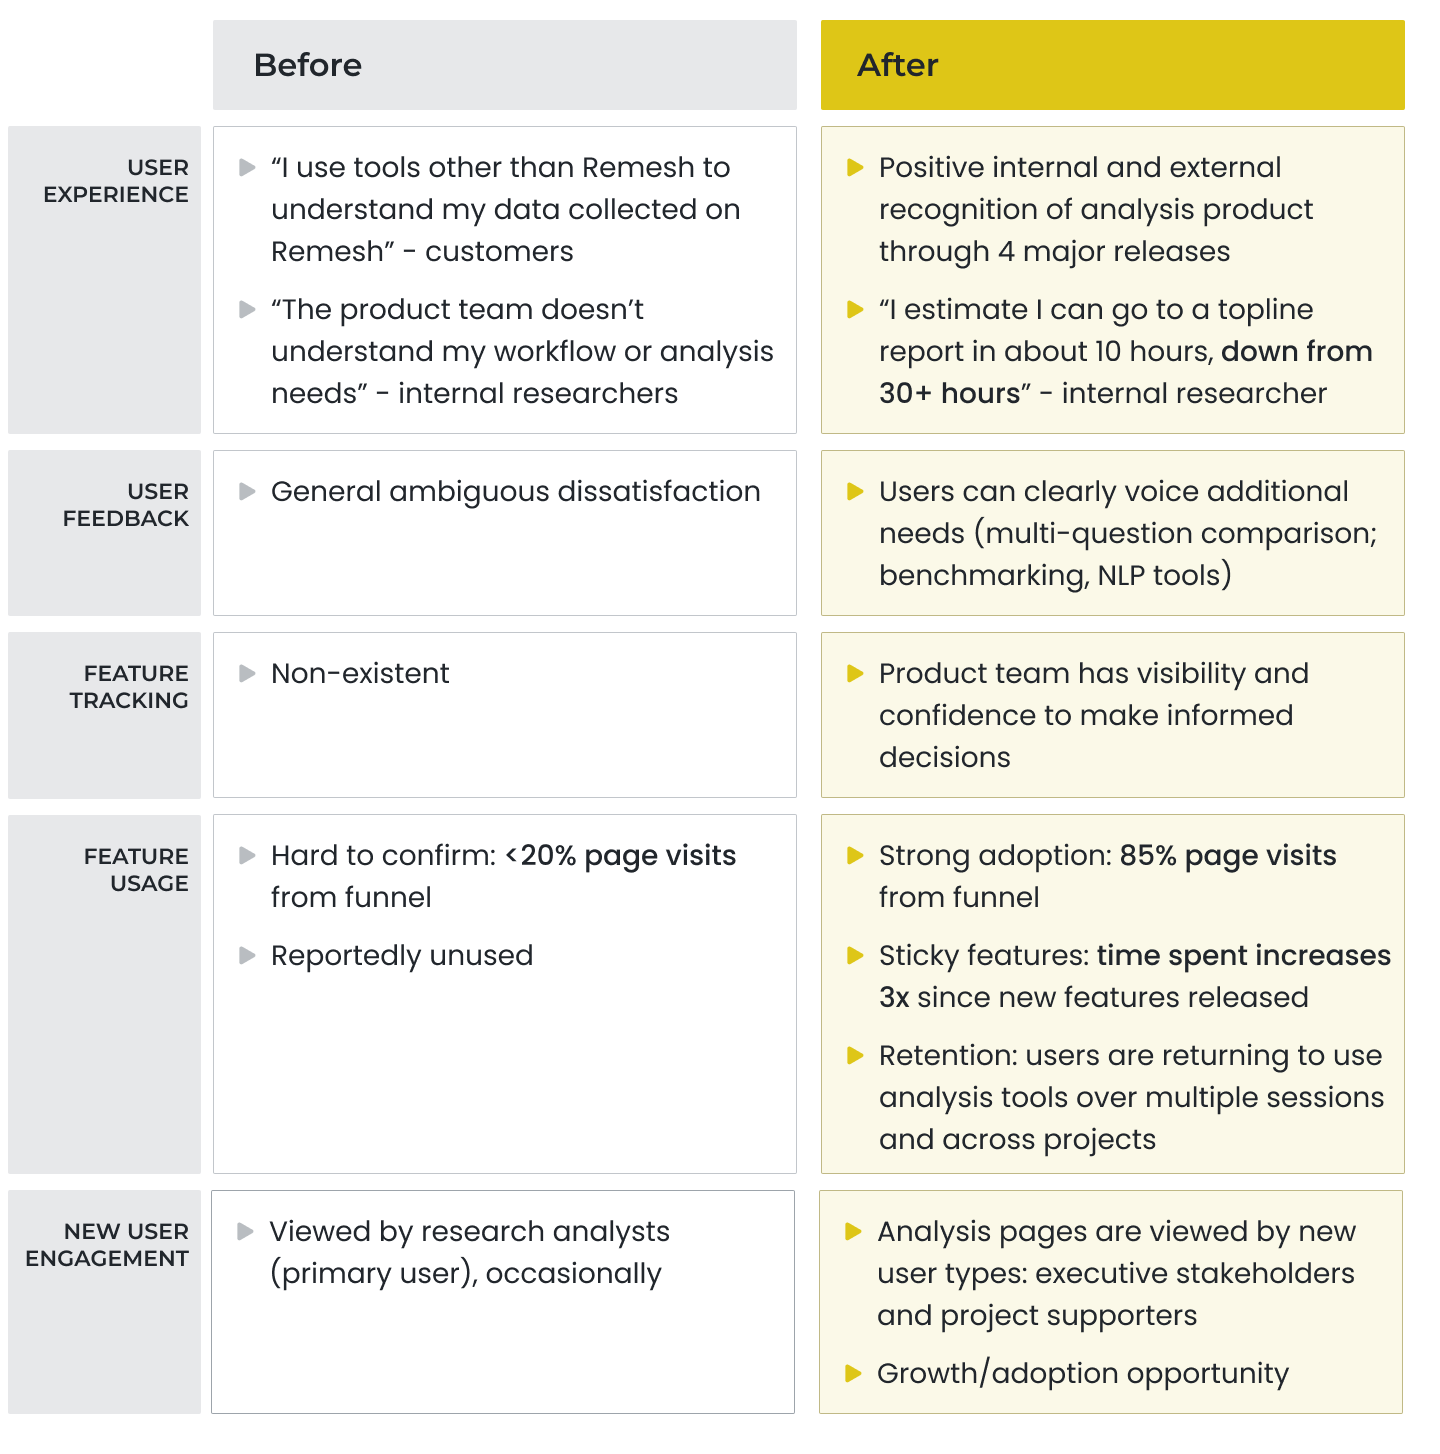 Before
After
USER
EXPERIENCE
“I use tools other than Remesh to
understand my data collected on
Remesh” - customers
“The product team doesn’t
understand my workflow or analysis
needs” - internal researchers
Positive internal and external
recognition of analysis product
through 4 major releases
“I estimate I can go to a topline
report in about 10 hours, down from
30+ hours” - internal researcher
USER
FEEDBACK
General ambiguous dissatisfaction
Users can clearly voice additional
needs (multi-question comparison;
benchmarking, NLP tools)
FEATURE
TRACKING
Non-existent
Product team has visibility and
confidence to make informed
decisions
FEATURE
USAGE
Hard to confirm: <20% page visits
from funnel
Reportedly unused
Strong adoption: 85% page visits
from funnel
Sticky features: time spent increases
3x since new features released
Retention: users are returning to use
analysis tools over multiple sessions
and across projects
NEW USER
ENGAGEMENT
Viewed by research analysts
(primary user), occasionally
Analysis pages are viewed by new
user types: executive stakeholders
and project supporters
Growth/adoption opportunity